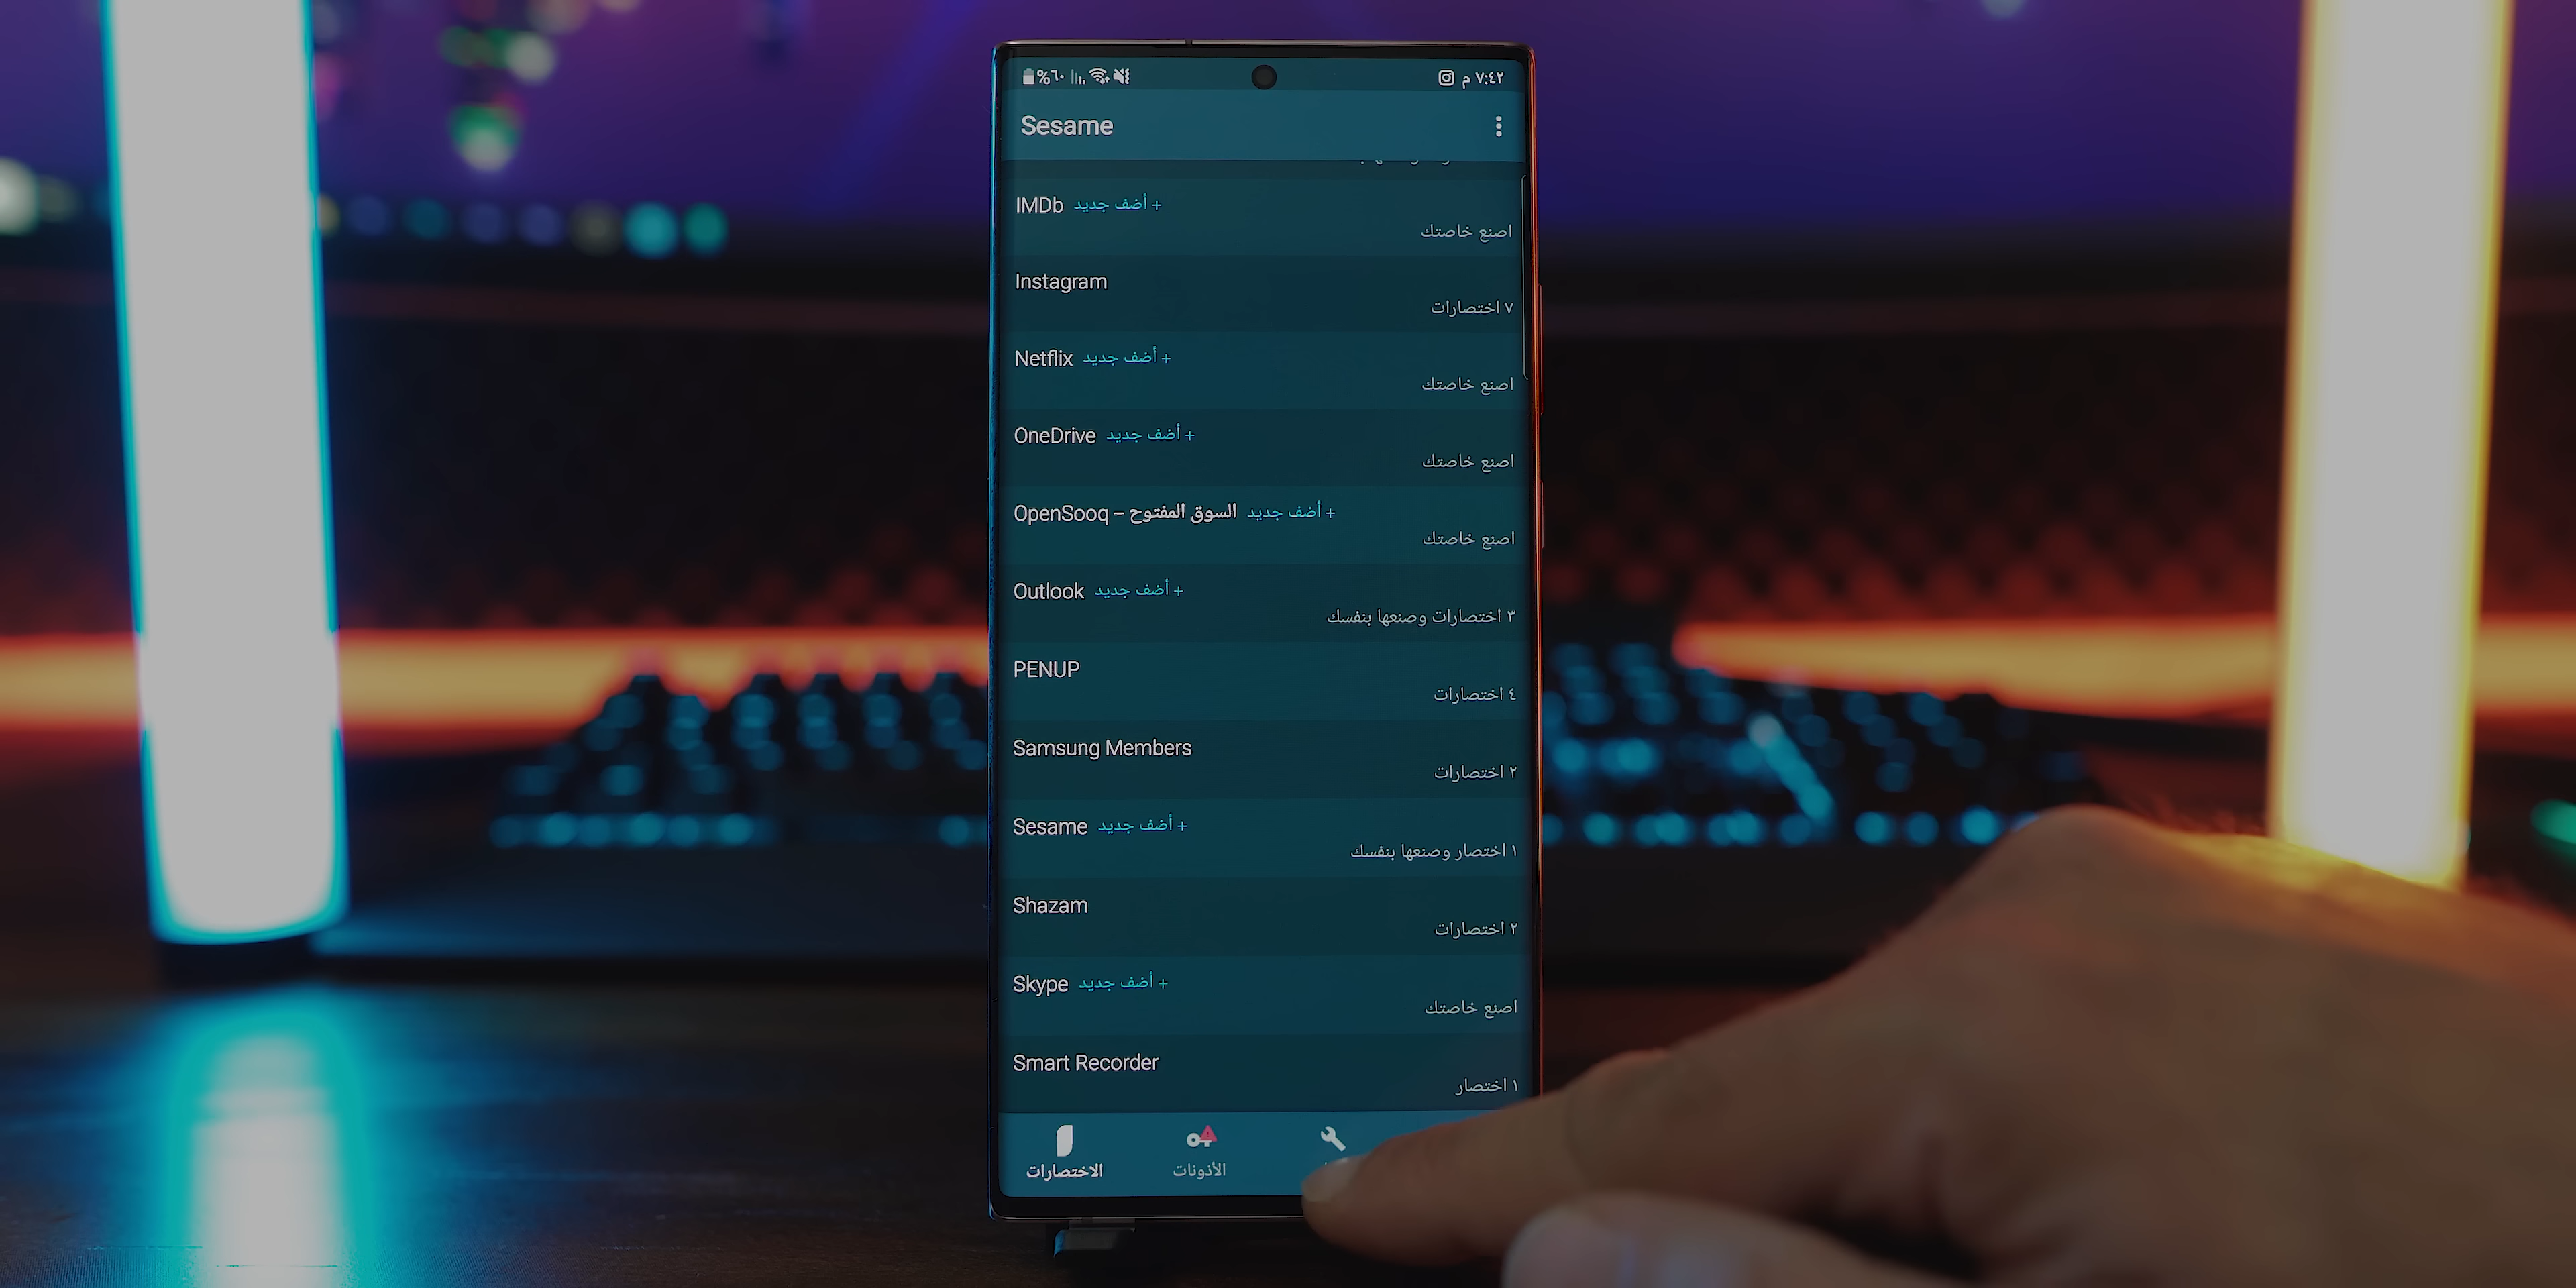 %٦٠ ٧:٤٢ م
Sesame
IMDb + أضف جديد
اصنع خاصتك
Instagram
٧ اختصارات
Netflix + أضف جديد
اصنع خاصتك
OneDrive + أضف جديد
اصنع خاصتك
OpenSooq – السوق المفتوح + أضف جديد
اصنع خاصتك
Outlook + أضف جديد
٣ اختصارات وصنعها بنفسك
PENUP
٤ اختصارات
Samsung Members
٢ اختصارات
Sesame + أضف جديد
١ اختصار وصنعها بنفسك
Shazam
٢ اختصارات
Skype + أضف جديد
اصنع خاصتك
Smart Recorder
١ اختصار
الاختصارات الأذونات